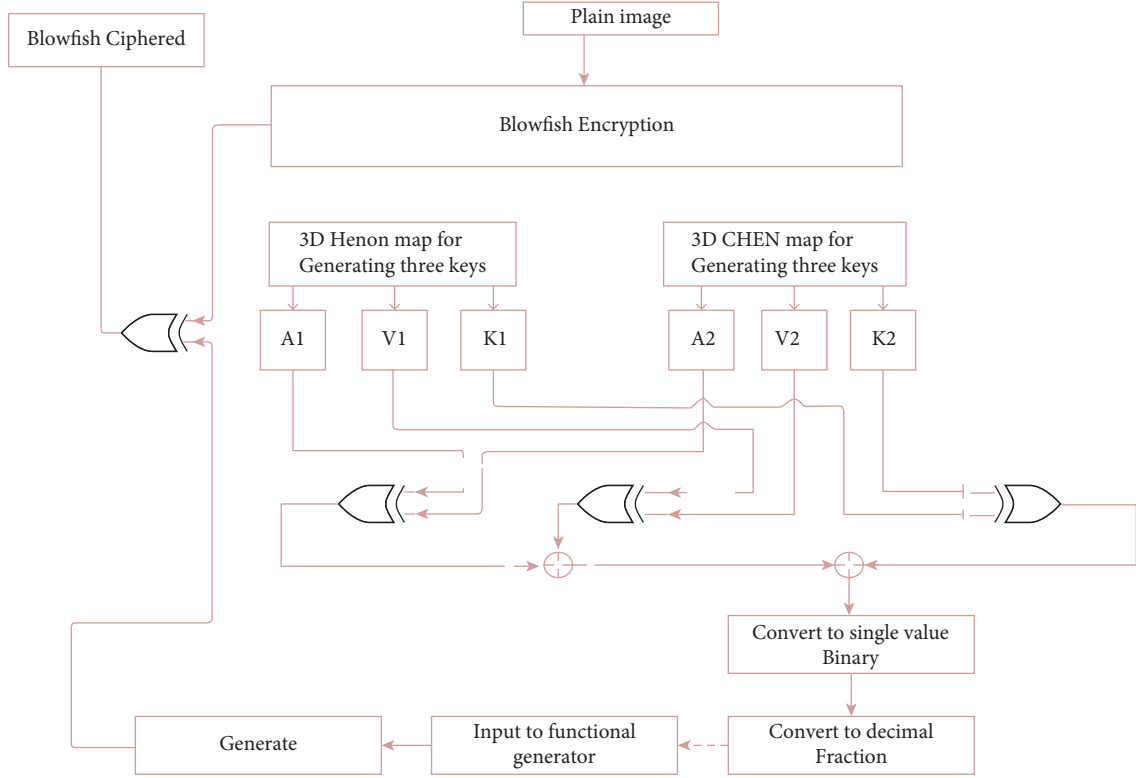 Plain image
Blowfish Ciphered
Blowfish Encryption
3D Henon map for
Generating three keys
3D CHEN map for
Generating three keys
A1
V1
K1
A2
V2
K2
Convert to single value
Binary
Generate
Input to functional
generator
Convert to decimal
Fraction